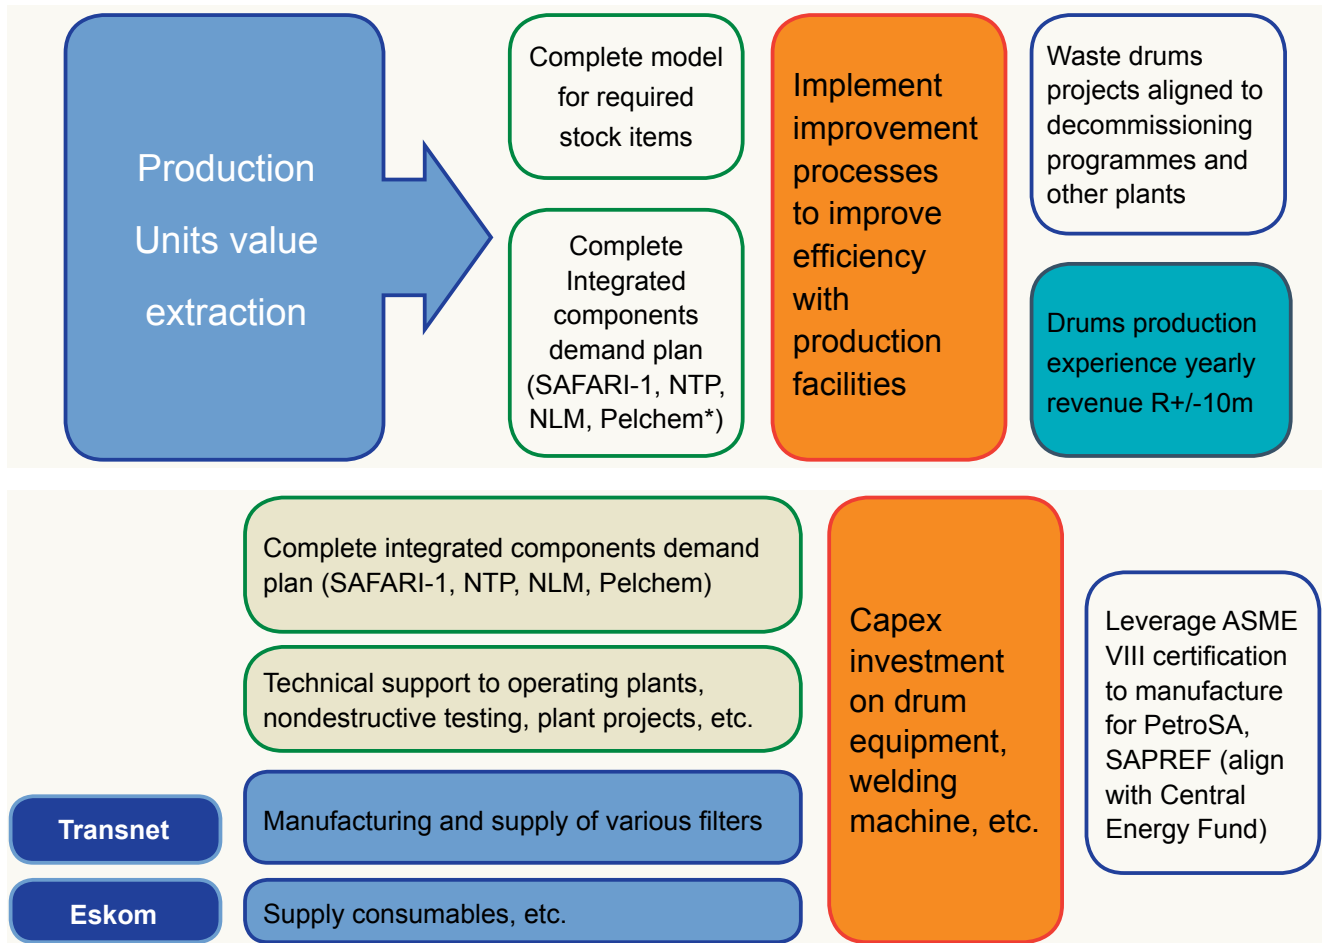 Production
Units value
extraction
Complete model
for required
stock items
Complete
Integrated
components
demand plan
(SAFARI-1, NTP,
NLM, Pelchem*)
Implement
improvement
processes
to improve
efficiency
with
production
facilities
Waste drums
projects aligned to
decommissioning
programmes and
other plants
Drums production
experience yearly
revenue R+/-10m
Complete integrated components demand
plan (SAFARI-1, NTP, NLM, Pelchem)
Technical support to operating plants,
nondestructive testing, plant projects, etc.
Transnet
Manufacturing and supply of various filters
Eskom
Supply consumables, etc.
Capex
investment
on drum
equipment,
welding
machine, etc.
Leverage ASME
VIII certification
to manufacture
for PetroSA,
SAPREF (align
with Central
Energy Fund)